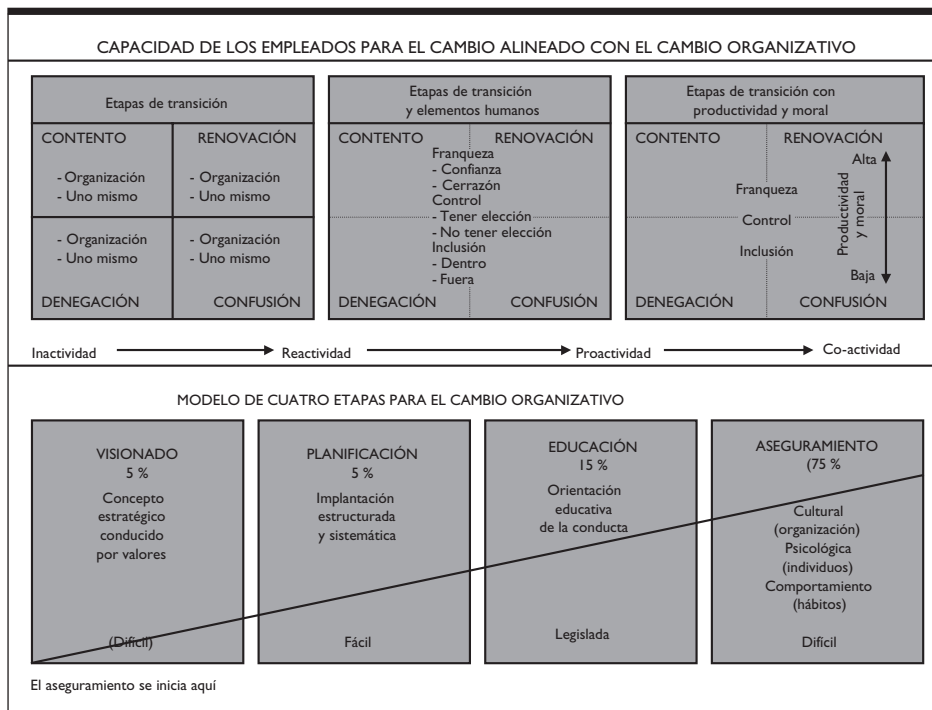 CAPACIDAD DE LOS EMPLEADOS PARA EL CAMBIO ALINEADO CON EL CAMBIO ORGANIZATIVO
Etapas de transición
CONTENTO
RENOVACIÓN
- Organización
- Uno mismo
- Organización
- Uno mismo
- Organización
- Uno mismo
- Organización
- Uno mismo
DENEGACIÓN
CONFUSIÓN
Etapas de transición
y elementos humanos
CONTENTO
RENOVACIÓN
Franqueza
- Confianza
- Cerrazón
Control
- Tener elección
- No tener elección
Inclusión
- Dentro
- Fuera
DENEGACIÓN
CONFUSIÓN
Etapas de transición con
productividad y moral
CONTENTO
RENOVACIÓN
Alta
Franqueza
Control
Inclusión
Productividad
y moral
Baja
DENEGACIÓN
CONFUSIÓN
Inactividad
Reactividad
Proactividad
Co-actividad
MODELO DE CUATRO ETAPAS PARA EL CAMBIO ORGANIZATIVO
VISIONADO
5 %
Concepto
estratégico
conducido
por valores
(Difícil)
PLANIFICACIÓN
5 %
Implantación
estructurada
y sistemática
Fácil
EDUCACIÓN
15 %
Orientación
educativa
de la conducta
Legislada
ASEGURAMIENTO
(75 %
Cultural
(organización)
Psicológica
(individuos)
Comportamiento
(hábitos)
Difícil
El aseguramiento se inicia aquí